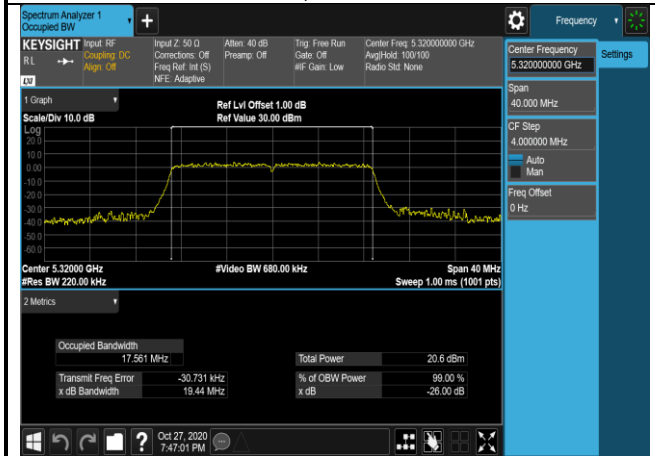 Spectrum Analyzer 1
Occupied BW
+
Frequency
KEYSIGHT
RL
LXI
Input: RF
Coupling: DC
Align: Off
Input Z: 50 Ω
Corrections: Off
Freq Ref: Int (S)
NFE: Adaptive
Atten: 40 dB
Preamp: Off
Trig: Free Run
Gate: Off
#IF Gain: Low
Center Freq: 5.320000000 GHz
Avg|Hold: 100/100
Radio Std: None
Center Frequency
5.320000000 GHz
Settings
Span
40.000 MHz
CF Step
4.000000 MHz
Auto
Man
Freq Offset
0 Hz
1 Graph
Scale/Div 10.0 dB
Ref Lvl Offset 1.00 dB
Ref Value 30.00 dBm
Log
20.0
10.0
0.00
-10.0
-20.0
-30.0
-40.0
-50.0
-60.0
Center 5.32000 GHz
#Res BW 220.00 kHz
#Video BW 680.00 kHz
Span 40 MHz
Sweep 1.00 ms (1001 pts)
2 Metrics
Occupied Bandwidth
17.561 MHz
Total Power 20.6 dBm
Transmit Freq Error -30.731 kHz
% of OBW Power 99.00 %
x dB Bandwidth 19.44 MHz
x dB -26.00 dB
?
Oct 27, 2020
7:47:01 PM